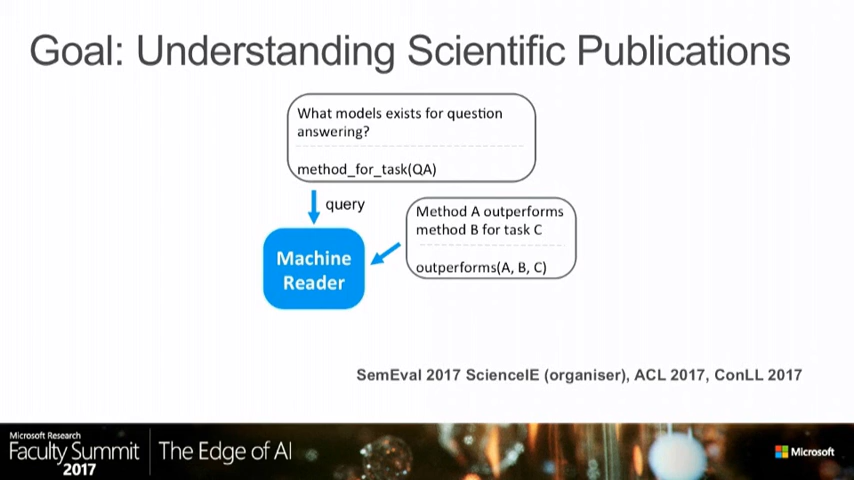 Goal: Understanding Scientific Publications
What models exists for question
answering?
method_for_task(QA)
query
Method A outperforms
method B for task C
outperforms(A, B, C)
Machine
Reader
SemEval 2017 ScienceIE (organiser), ACL 2017, ConLL 2017
Microsoft Research
Faculty Summit
2017
The Edge of AI
Microsoft